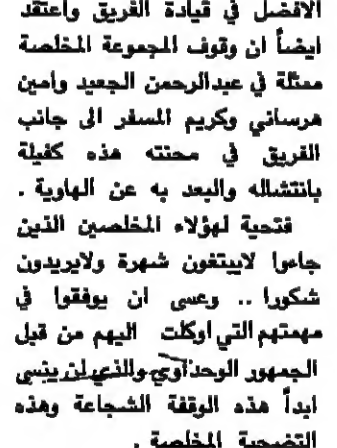 الافضل في قيادة الفريق واعتقد
ايضاً ان وقوف المجموعة المخلصة
ممثلة في عبدالرحمن الجعيد وامين
هرساني وكريم المسفر الى جانب
الفريق في محنته هذه كفيلة
بانتشاله والبعد به عن الهاوية .
فتحية لهؤلاء المخلصين الذين
جاءوا لايبتغون شهرة ولايريدون
شكورا .. وعسى ان يوفقوا في
مهمتهم التي اوكلت اليهم من قبل
الجمهور الوحداوي والذي لن ينسى
ابداً هذه الوقفة الشجاعة وهذه
التضحية المخلصة .